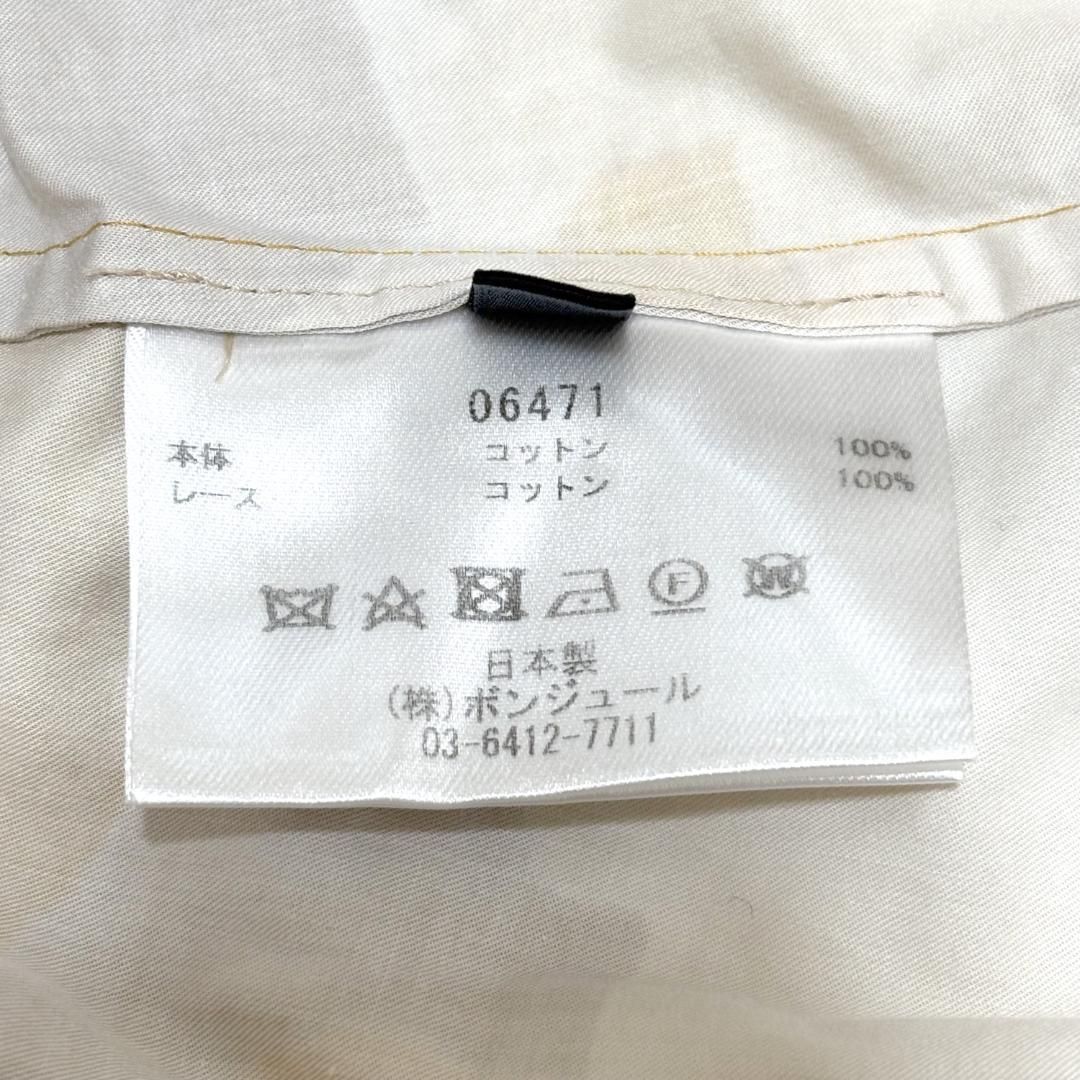 06471
本体 コットン 100%
レース コットン 100%
F W
日本製
(株)ボンジュール
03-6412-7711